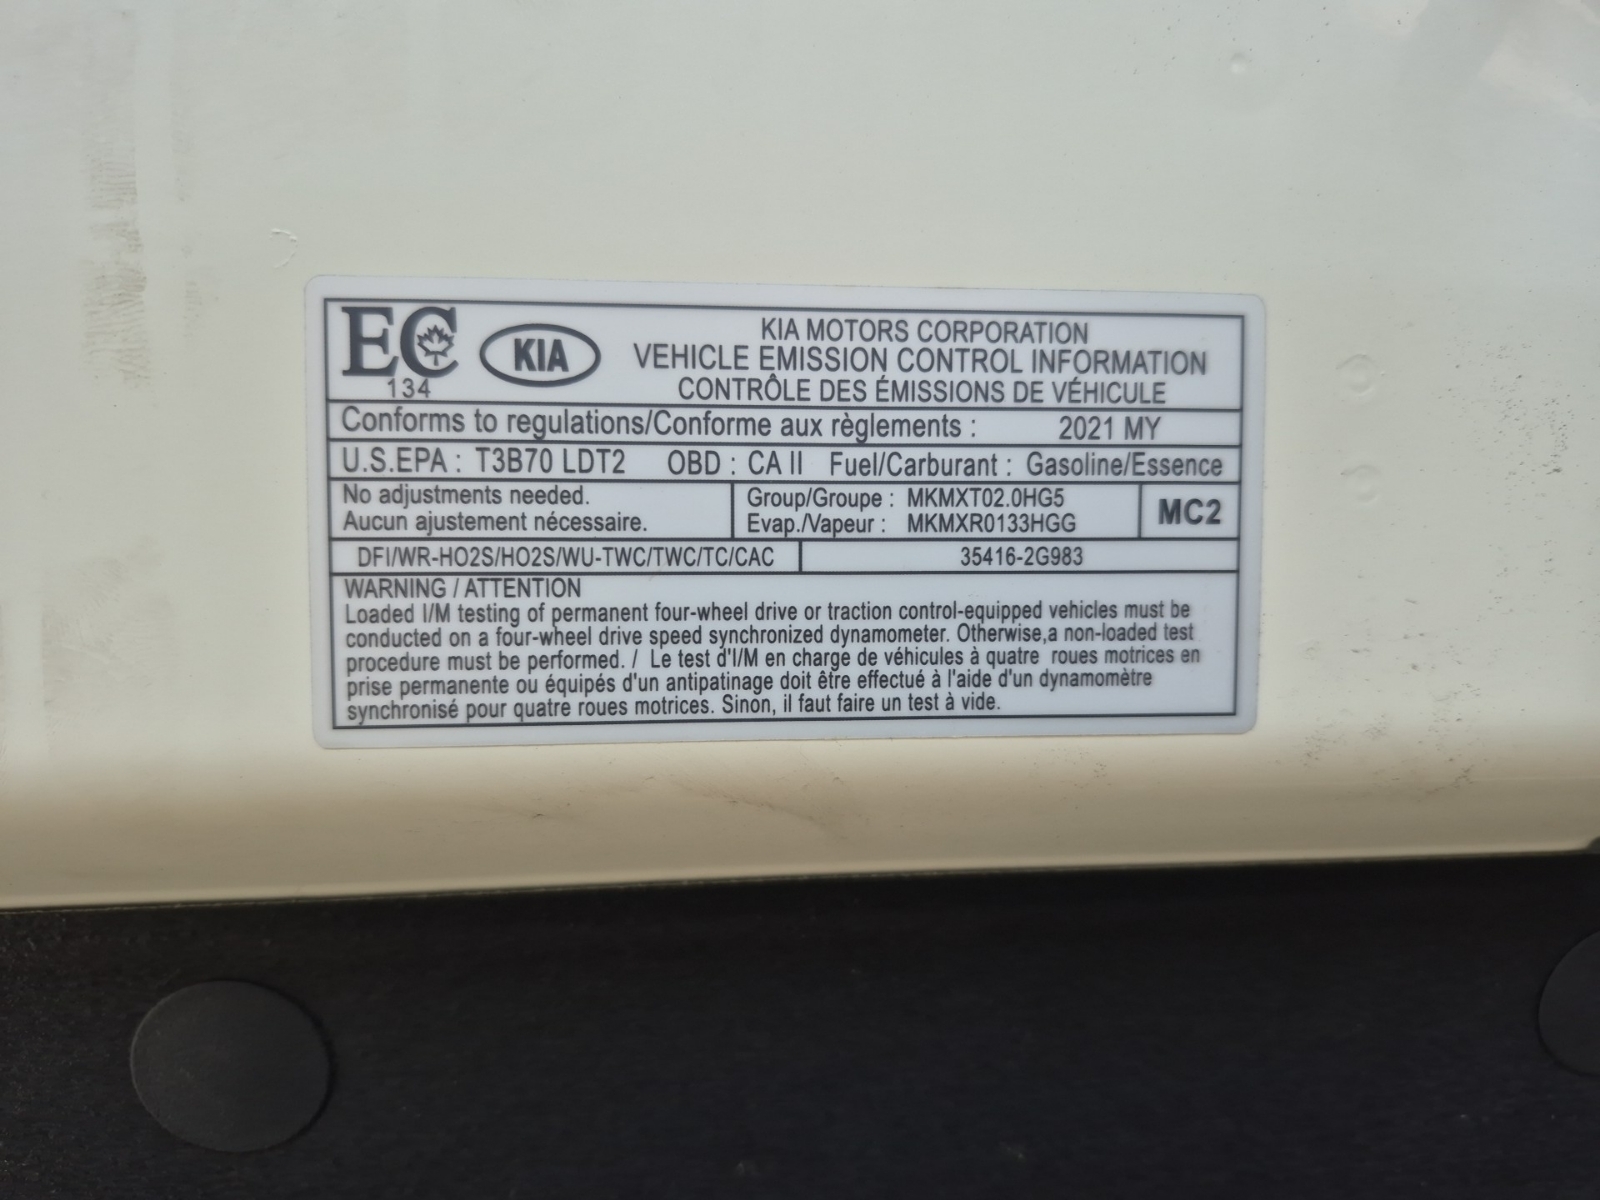 EC
134
KIA
KIA MOTORS CORPORATION
VEHICLE EMISSION CONTROL INFORMATION
CONTRÔLE DES ÉMISSIONS DE VÉHICULE
Conforms to regulations/Conforme aux règlements : 2021 MY
U.S.EPA : T3B70 LDT2 OBD : CA II Fuel/Carburant : Gasoline/Essence
No adjustments needed.
Aucun ajustement nécessaire.
Group/Groupe : MKMXT02.0HG5
Evap./Vapeur : MKMXR0133HGG
MC2
DFI/WR-HO2S/HO2S/WU-TWC/TWC/TC/CAC
35416-2G983
WARNING / ATTENTION
Loaded I/M testing of permanent four-wheel drive or traction control-equipped vehicles must be
conducted on a four-wheel drive speed synchronized dynamometer. Otherwise,a non-loaded test
procedure must be performed. / Le test d'I/M en charge de véhicules à quatre roues motrices en
prise permanente ou équipés d'un antipatinage doit être effectué à l'aide d'un dynamomètre
synchronisé pour quatre roues motrices. Sinon, il faut faire un test à vide.